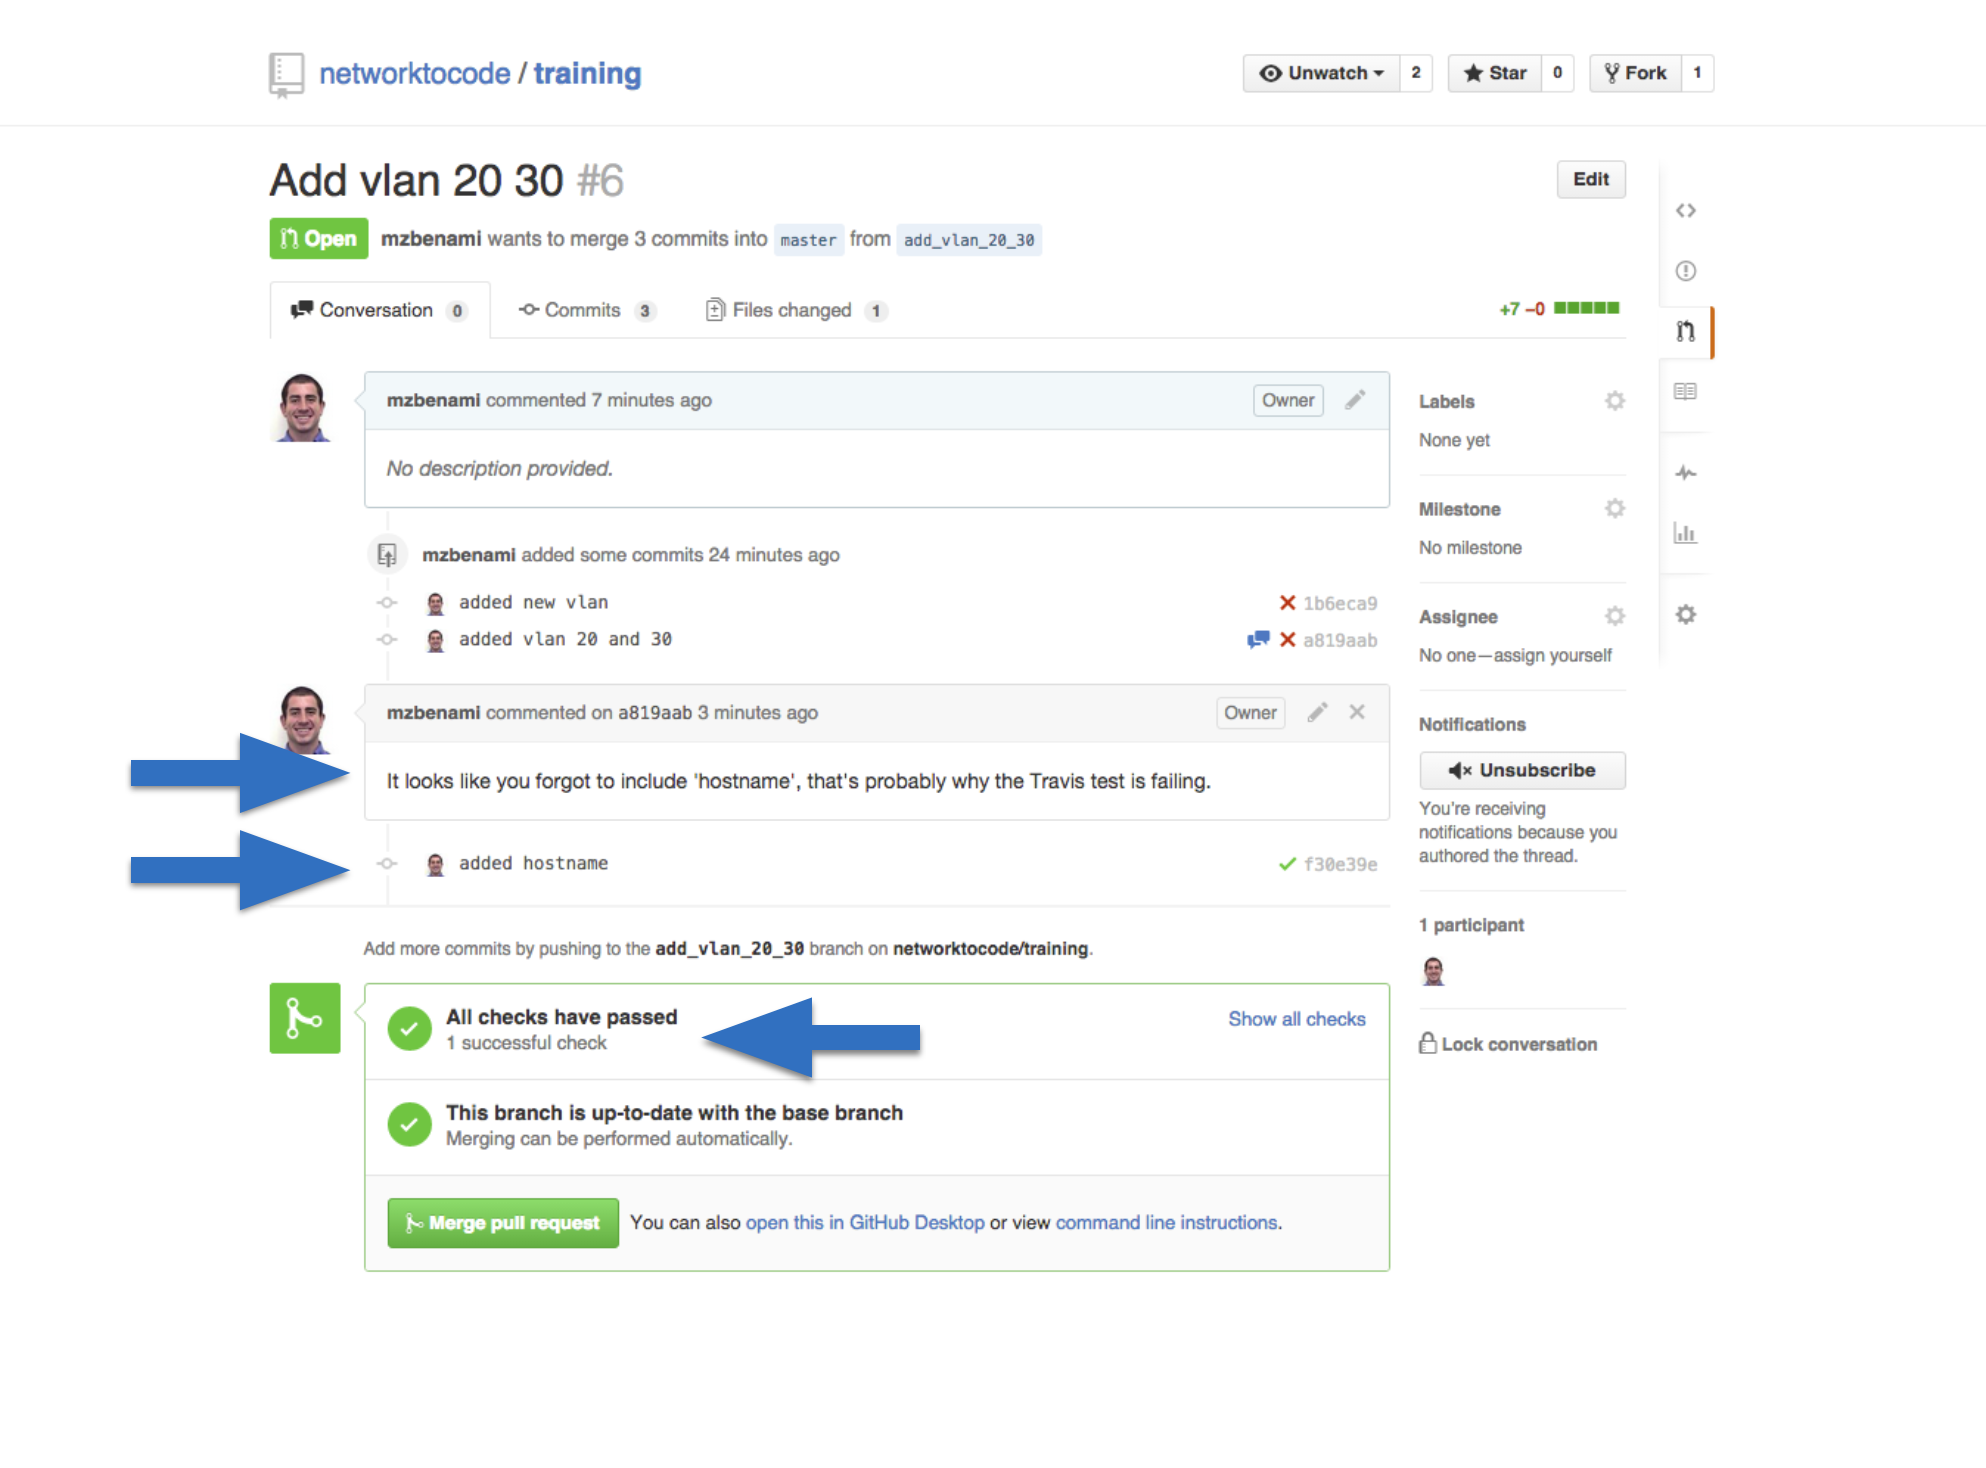 networktocode / training
Unwatch 2 Star 0 Fork 1
Add vlan 20 30 #6
Edit
Open mzbenami wants to merge 3 commits into master from add_vlan_20_30
Conversation 0 Commits 3 Files changed 1 +7 −0
mzbenami commented 7 minutes ago Owner
No description provided.
mzbenami added some commits 24 minutes ago
added new vlan 1b6eca9
added vlan 20 and 30 a819aab
mzbenami commented on a819aab 3 minutes ago Owner
It looks like you forgot to include 'hostname', that's probably why the Travis test is failing.
added hostname f30e39e
Add more commits by pushing to the add_vlan_20_30 branch on networktocode/training.
All checks have passed
1 successful check
Show all checks
This branch is up-to-date with the base branch
Merging can be performed automatically.
Merge pull request You can also open this in GitHub Desktop or view command line instructions.
Labels
None yet
Milestone
No milestone
Assignee
No one—assign yourself
Notifications
Unsubscribe
You're receiving
notifications because you
authored the thread.
1 participant
Lock conversation